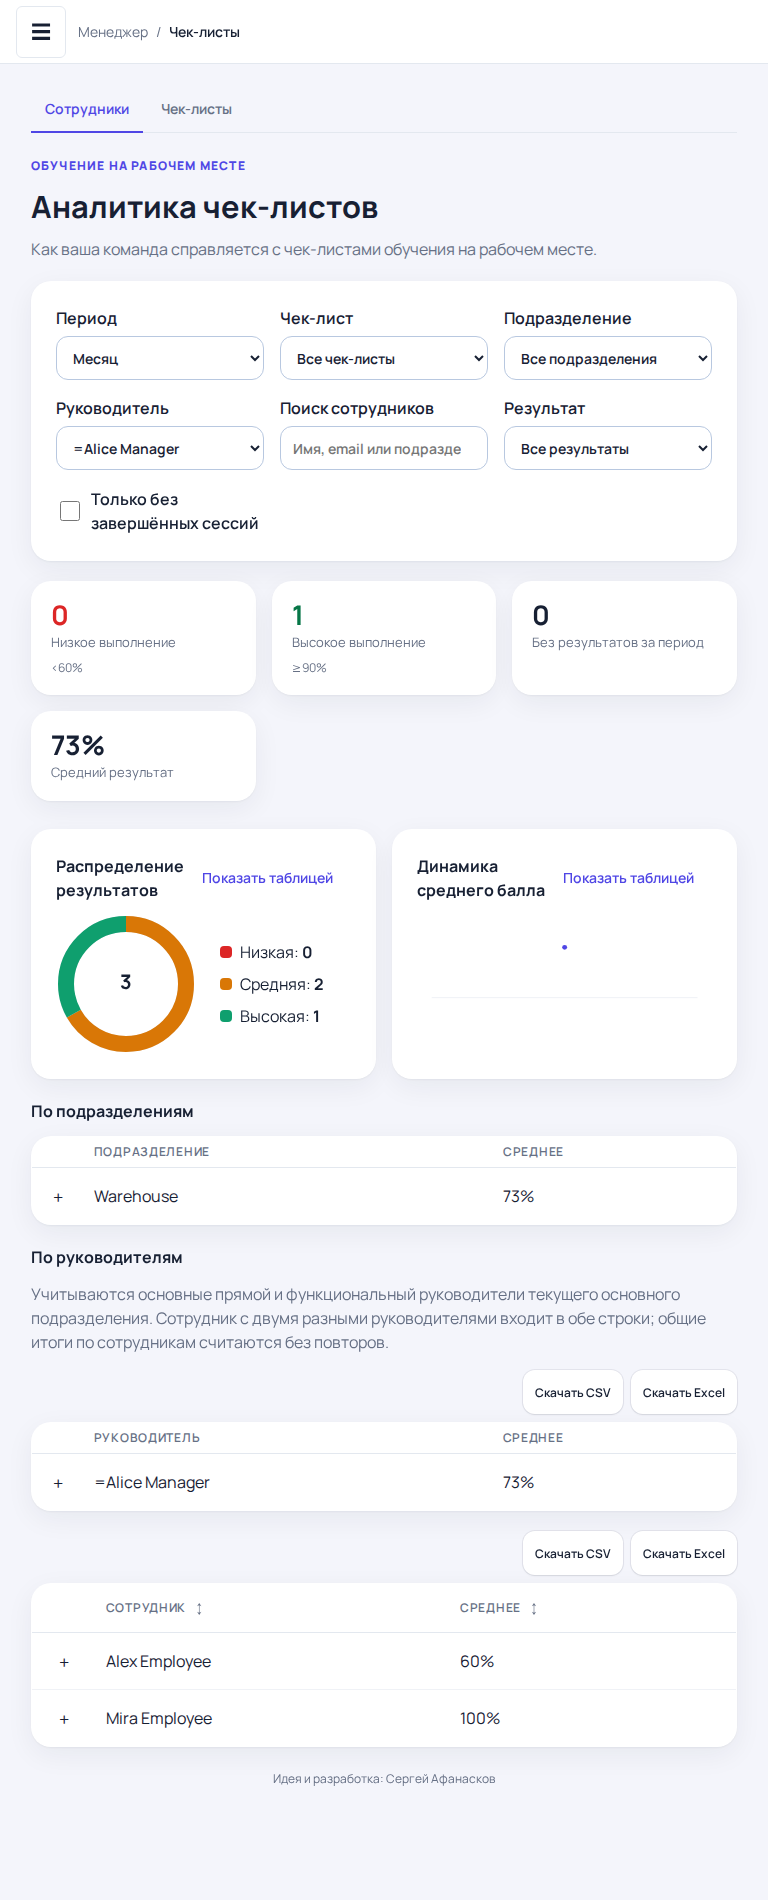 Менеджер / Чек-листы
Сотрудники Чек-листы
ОБУЧЕНИЕ НА РАБОЧЕМ МЕСТЕ
Аналитика чек-листов
Как ваша команда справляется с чек-листами обучения на рабочем месте.
Период Чек-лист Подразделение
Месяц Все чек-листы Все подразделения
Руководитель Поиск сотрудников Результат
=Alice Manager Имя, email или подразде Все результаты
Только без
завершённых сессий
0 1 0
Низкое выполнение Высокое выполнение Без результатов за период
<60% ≥90%
73%
Средний результат
Распределение
результатов
Показать таблицей
3
Низкая: 0
Средняя: 2
Высокая: 1
Динамика
среднего балла
Показать таблицей
По подразделениям
ПОДРАЗДЕЛЕНИЕ СРЕДНЕЕ
+ Warehouse 73%
По руководителям
Учитываются основные прямой и функциональный руководители текущего основного
подразделения. Сотрудник с двумя разными руководителями входит в обе строки; общие
итоги по сотрудникам считаются без повторов.
Скачать CSV Скачать Excel
РУКОВОДИТЕЛЬ СРЕДНЕЕ
+ =Alice Manager 73%
Скачать CSV Скачать Excel
СОТРУДНИК ↕ СРЕДНЕЕ ↕
+ Alex Employee 60%
+ Mira Employee 100%
Идея и разработка: Сергей Афанасков